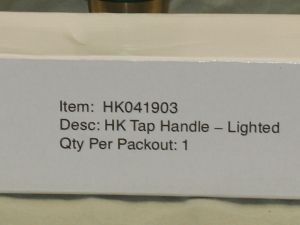 Item: HK041903
Desc: HK Tap Handle – Lighted
Qty Per Packout: 1